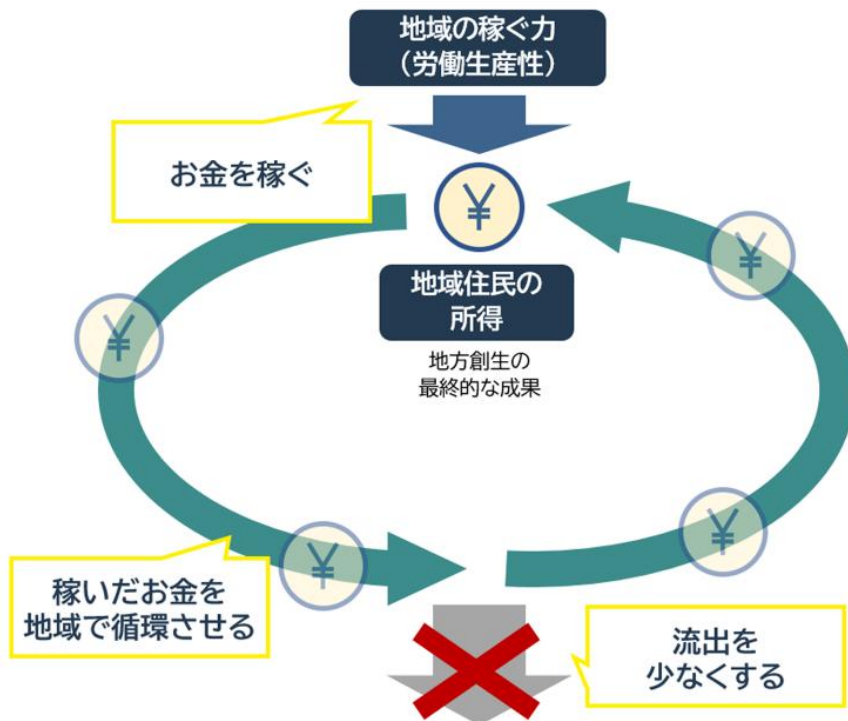 地域の稼ぐ力
（労働生産性）
お金を稼ぐ
¥
¥
¥
地域住民の
所得
地方創生の
最終的な成果
¥
¥
稼いだお金を
地域で循環させる
流出を
少なくする